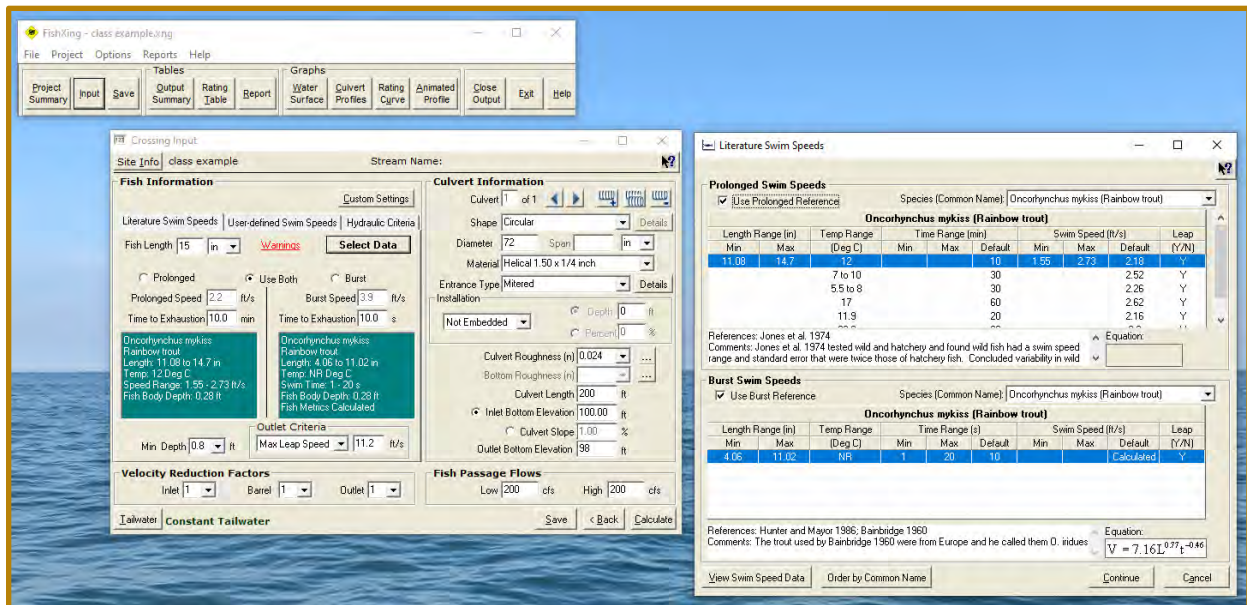 FishXing - class example.xng
File Project Options Reports Help
Tables
Graphs
Project Summary
Input
Save
Output Summary
Rating Table
Report
Water Surface
Culvert Profiles
Rating Curve
Animated Profile
Close Output
Exit
Help
Crossing Input
Site Info class example Stream Name:
Fish Information
Custom Settings
Literature Swim Speeds User-defined Swim Speeds Hydraulic Criteria
Fish Length 15 in Warnings Select Data
Prolonged Use Both Burst
Prolonged Speed 2.2 ft/s Burst Speed 3.9 ft/s
Time to Exhaustion 10.0 min Time to Exhaustion 10.0 s
Oncorhynchus mykiss
Rainbow trout
Length: 11.08 to 14.7 in
Temp: 12 Deg C
Speed Range: 1.55 - 2.73 ft/s
Fish Body Depth: 0.28 ft
Oncorhynchus mykiss
Rainbow trout
Length: 4.06 to 11.02 in
Temp: NR Deg C
Swim Time: 1 - 20 s
Fish Body Depth: 0.28 ft
Fish Metrics Calculated
Outlet Criteria
Min Depth 0.8 ft Max Leap Speed 11.2 ft/s
Velocity Reduction Factors
Inlet 1 Barrel 1 Outlet 1
Tailwater Constant Tailwater
Culvert Information
Culvert 1 of 1
Shape Circular Details
Diameter 72 Span in
Material Helical 1.50 x 1/4 inch
Entrance Type Mitered Details
Installation
Not Embedded
Depth 0 ft
Percent 0 %
Culvert Roughness (n) 0.024 ...
Bottom Roughness (n) ...
Culvert Length 200 ft
Inlet Bottom Elevation 100.00 ft
Culvert Slope 1.00 %
Outlet Bottom Elevation 98 ft
Fish Passage Flows
Low 200 cfs High 200 cfs
Save < Back Calculate
Literature Swim Speeds
Prolonged Swim Speeds
Use Prolonged Reference Species (Common Name): Oncorhynchus mykiss (Rainbow trout)
Oncorhynchus mykiss (Rainbow trout)
Length Range (in) Temp Range Time Range (min) Swim Speed (ft/s) Leap
Min Max (Deg C) Min Max Default Min Max Default (Y/N)
11.08 14.7 12 10 1.55 2.73 2.18 Y
7 to 10 30 2.52 Y
5.5 to 8 30 2.26 Y
17 60 2.62 Y
11.9 20 2.16 Y
References: Jones et al. 1974
Comments: Jones et al. 1974 tested wild and hatchery and found wild fish had a swim speed
range and standard error that were twice those of hatchery fish. Concluded variability in wild
Equation:
Burst Swim Speeds
Use Burst Reference Species (Common Name): Oncorhynchus mykiss (Rainbow trout)
Oncorhynchus mykiss (Rainbow trout)
Length Range (in) Temp Range Time Range (s) Swim Speed (ft/s) Leap
Min Max (Deg C) Min Max Default Min Max Default (Y/N)
4.06 11.02 NR 1 20 10 Calculated Y
References: Hunter and Mayor 1986; Bainbridge 1960
Comments: The trout used by Bainbridge 1960 were from Europe and he called them O. iridues
Equation:
V = 7.16L^0.77 t^-0.46
View Swim Speed Data Order by Common Name Continue Cancel